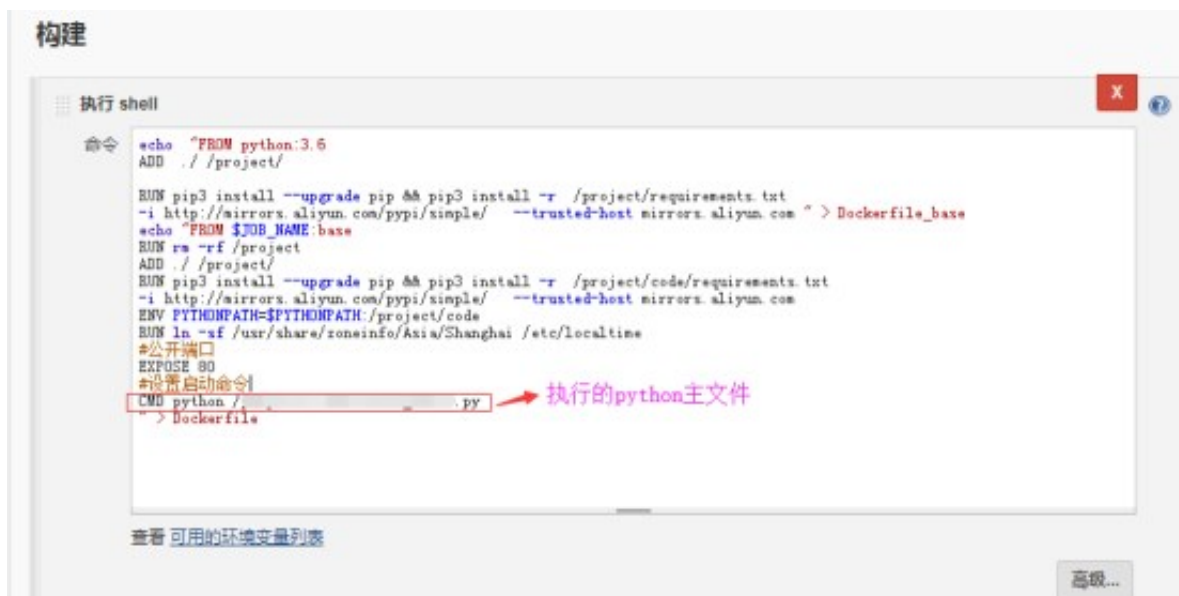 构建
执行 shell
X
?
命令
echo "FROM python:3.6
ADD ./ /project/
RUN pip3 install --upgrade pip && pip3 install -r /project/requirements.txt
-i http://mirrors.aliyun.com/pypi/simple/ --trusted-host mirrors.aliyun.com " > Dockerfile_base
echo "FROM $JOB_NAME:base
RUN rm -rf /project
ADD ./ /project/
RUN pip3 install --upgrade pip && pip3 install -r /project/code/requirements.txt
-i http://mirrors.aliyun.com/pypi/simple/ --trusted-host mirrors.aliyun.com
ENV PYTHONPATH=$PYTHONPATH:/project/code
RUN ln -sf /usr/share/zoneinfo/Asia/Shanghai /etc/localtime
#公开端口
EXPOSE 80
#设置启动命令
CMD python / .py
执行的python主文件
" > Dockerfile
查看 可用的环境变量列表
高级...